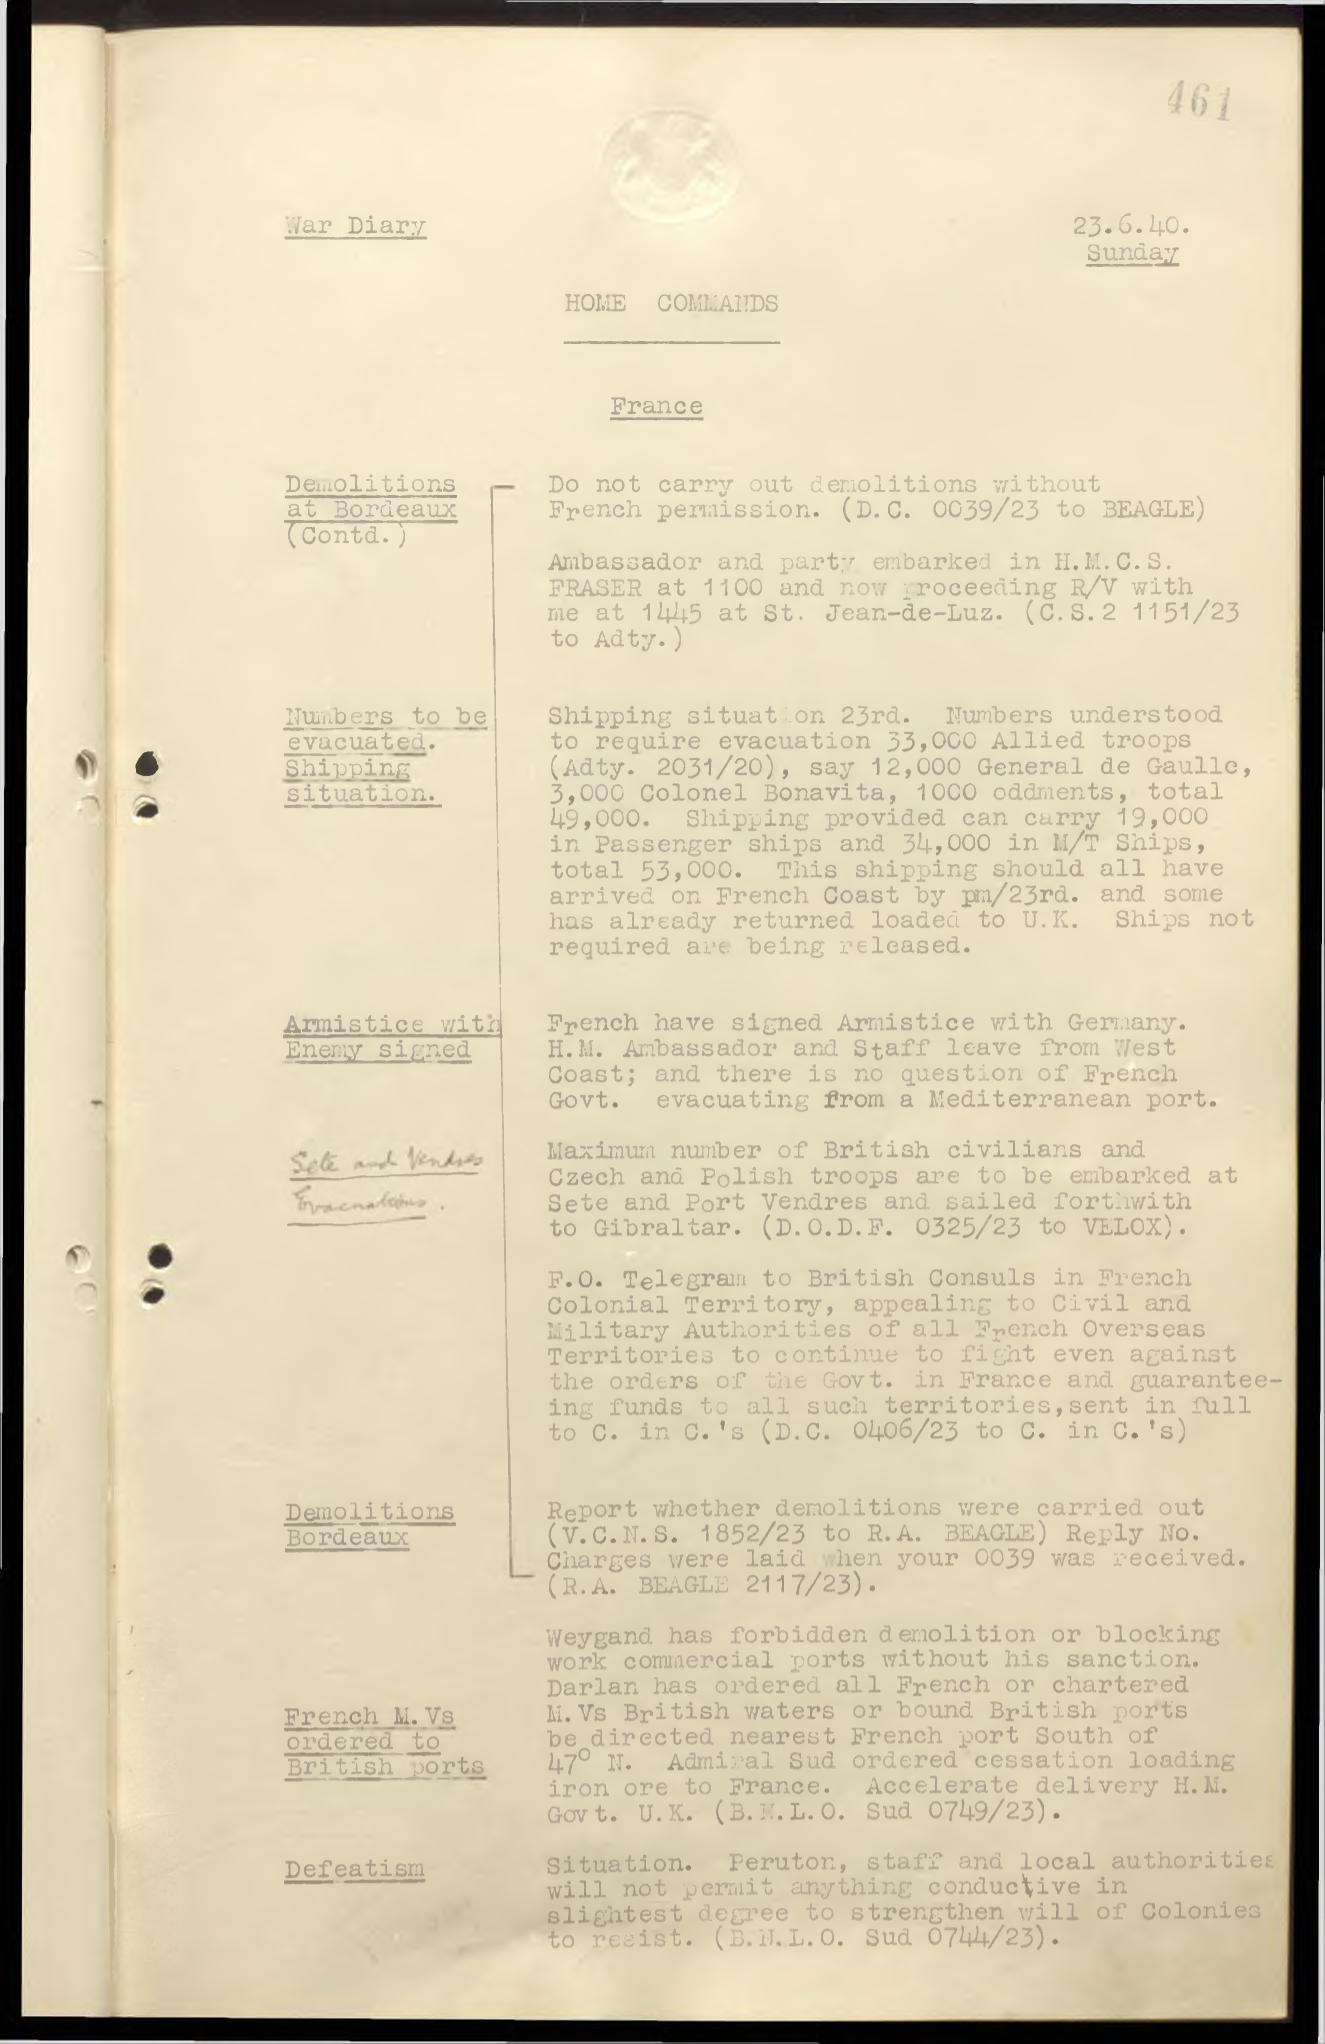 461
War Diary
23.6.40.
Sunday
HOME COMMANDS
France
Demolitions
at Bordeaux
(Contd.)
Do not carry out demolitions without
French permission. (D.C. 0039/23 to BEAGLE)
Ambassador and party embarked in H.M.C.S.
FRASER at 1100 and now proceeding R/V with
me at 1445 at St. Jean-de-Luz. (C.S.2 1151/23
to Adty.)
Numbers to be
evacuated.
Shipping
situation.
Shipping situation 23rd. Numbers understood
to require evacuation 33,000 Allied troops
(Adty. 2031/20), say 12,000 General de Gaulle,
3,000 Colonel Bonavita, 1000 oddments, total
49,000. Shipping provided can carry 19,000
in Passenger ships and 34,000 in M/T Ships,
total 53,000. This shipping should all have
arrived on French Coast by pm/23rd. and some
has already returned loaded to U.K. Ships not
required are being released.
Armistice with
Enemy signed
French have signed Armistice with Germany.
H.M. Ambassador and Staff leave from West
Coast; and there is no question of French
Govt. evacuating from a Mediterranean port.
Sete and Vendres
Evacuations.
Maximum number of British civilians and
Czech and Polish troops are to be embarked at
Sete and Port Vendres and sailed forthwith
to Gibraltar. (D.O.D.F. 0325/23 to VELOX).
F.O. Telegram to British Consuls in French
Colonial Territory, appealing to Civil and
Military Authorities of all French Overseas
Territories to continue to fight even against
the orders of the Govt. in France and guarantee-
ing funds to all such territories,sent in full
to C. in C.'s (D.C. 0406/23 to C. in C.'s)
Demolitions
Bordeaux
Report whether demolitions were carried out
(V.C.N.S. 1852/23 to R.A. BEAGLE) Reply No.
Charges were laid when your 0039 was received.
(R.A. BEAGLE 2117/23).
Weygand has forbidden demolition or blocking
work commercial ports without his sanction.
Darlan has ordered all French or chartered
M.Vs British waters or bound British ports
be directed nearest French port South of
47° N. Admiral Sud ordered cessation loading
iron ore to France. Accelerate delivery H.M.
Govt. U.K. (B.N.L.O. Sud 0749/23).
French M.Vs
ordered to
British ports
Defeatism
Situation. Peruton, staff and local authorities
will not permit anything conductive in
slightest degree to strengthen will of Colonies
to resist. (B.N.L.O. Sud 0744/23).